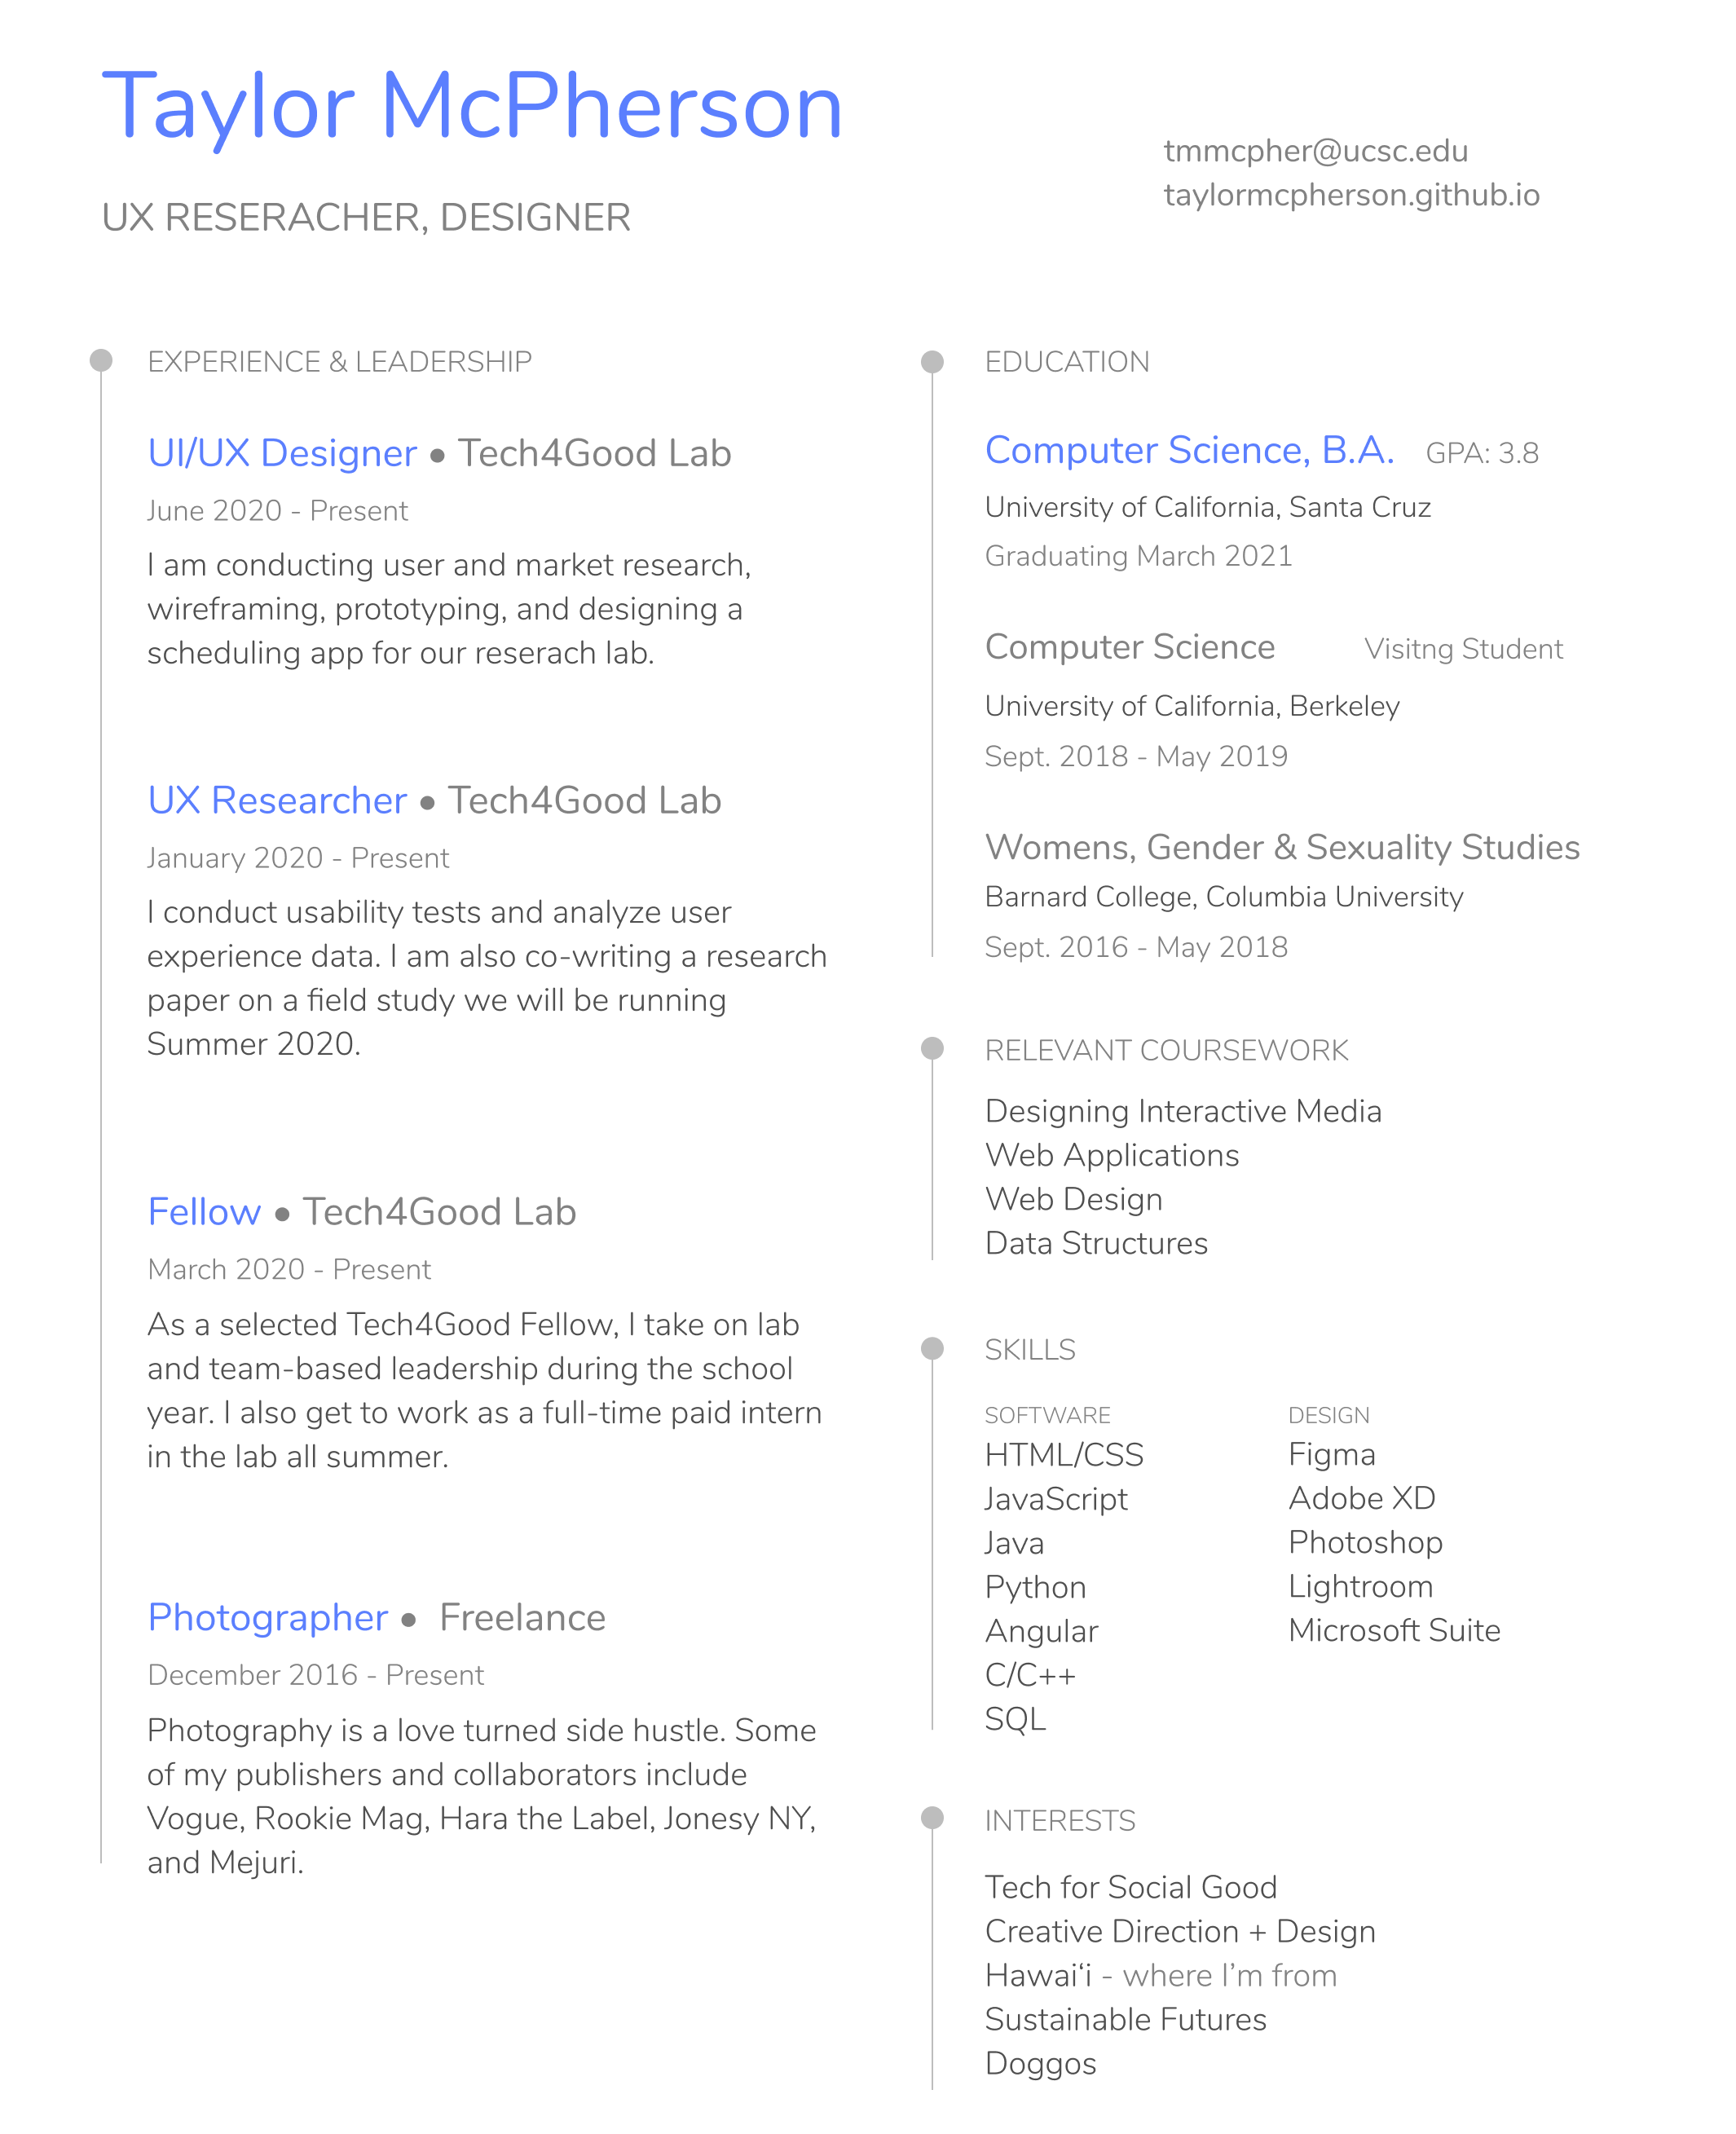 Taylor McPherson
UX RESERACHER, DESIGNER
tmmcpher@ucsc.edu
taylormcpherson.github.io
EXPERIENCE & LEADERSHIP
UI/UX Designer • Tech4Good Lab
June 2020 - Present
I am conducting user and market research,
wireframing, prototyping, and designing a
scheduling app for our reserach lab.
UX Researcher • Tech4Good Lab
January 2020 - Present
I conduct usability tests and analyze user
experience data. I am also co-writing a research
paper on a field study we will be running
Summer 2020.
Fellow • Tech4Good Lab
March 2020 - Present
As a selected Tech4Good Fellow, I take on lab
and team-based leadership during the school
year. I also get to work as a full-time paid intern
in the lab all summer.
Photographer • Freelance
December 2016 - Present
Photography is a love turned side hustle. Some
of my publishers and collaborators include
Vogue, Rookie Mag, Hara the Label, Jonesy NY,
and Mejuri.
EDUCATION
Computer Science, B.A. GPA: 3.8
University of California, Santa Cruz
Graduating March 2021
Computer Science Visitng Student
University of California, Berkeley
Sept. 2018 - May 2019
Womens, Gender & Sexuality Studies
Barnard College, Columbia University
Sept. 2016 - May 2018
RELEVANT COURSEWORK
Designing Interactive Media
Web Applications
Web Design
Data Structures
SKILLS
SOFTWARE
HTML/CSS
JavaScript
Java
Python
Angular
C/C++
SQL
DESIGN
Figma
Adobe XD
Photoshop
Lightroom
Microsoft Suite
INTERESTS
Tech for Social Good
Creative Direction + Design
Hawai‘i - where I’m from
Sustainable Futures
Doggos